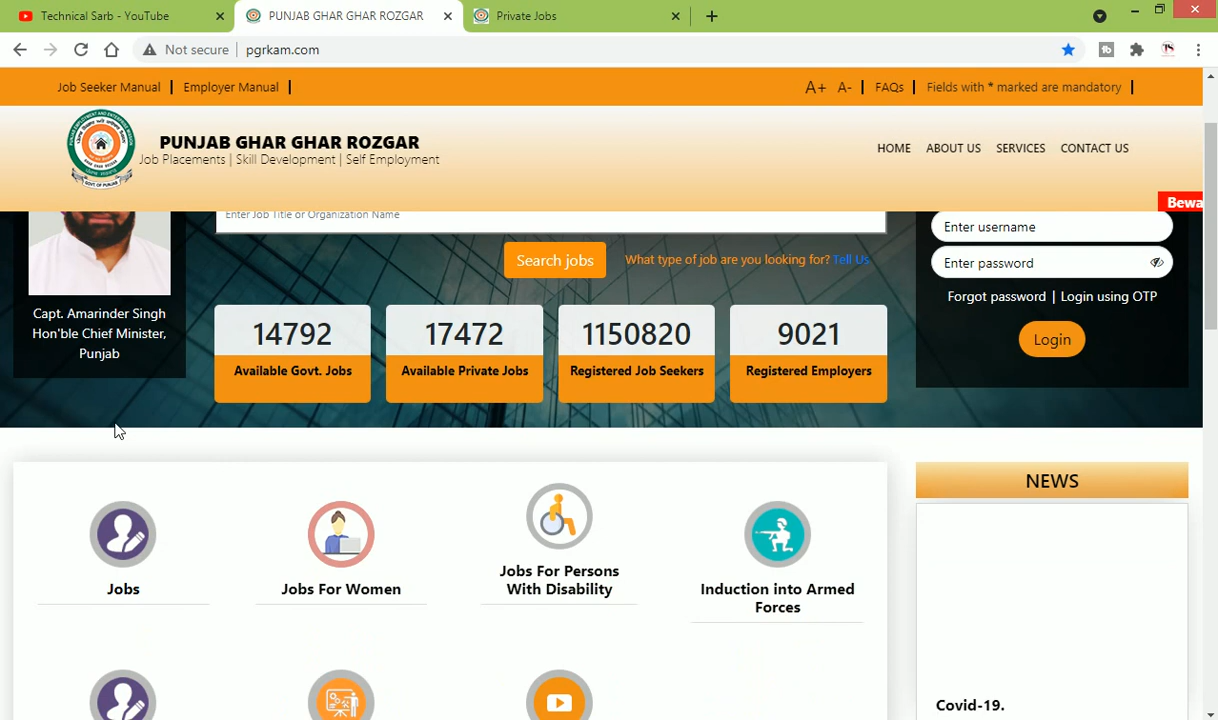 Technical Sarb - YouTube
PUNJAB GHAR GHAR ROZGAR
Private Jobs
Not secure
pgrkam.com
Job Seeker Manual
Employer Manual
A+
A-
FAQs
Fields with * marked are mandatory
PUNJAB GHAR GHAR ROZGAR
Job Placements | Skill Development | Self Employment
HOME
ABOUT US
SERVICES
CONTACT US
Bewa
Enter Job Title or Organization Name
Search jobs
What type of job are you looking for? Tell Us
Capt. Amarinder Singh
Hon'ble Chief Minister,
Punjab
14792
Available Govt. Jobs
17472
Available Private Jobs
1150820
Registered Job Seekers
9021
Registered Employers
Enter username
Enter password
Forgot password | Login using OTP
Login
Jobs
Jobs For Women
Jobs For Persons
With Disability
Induction into Armed
Forces
NEWS
Covid-19.